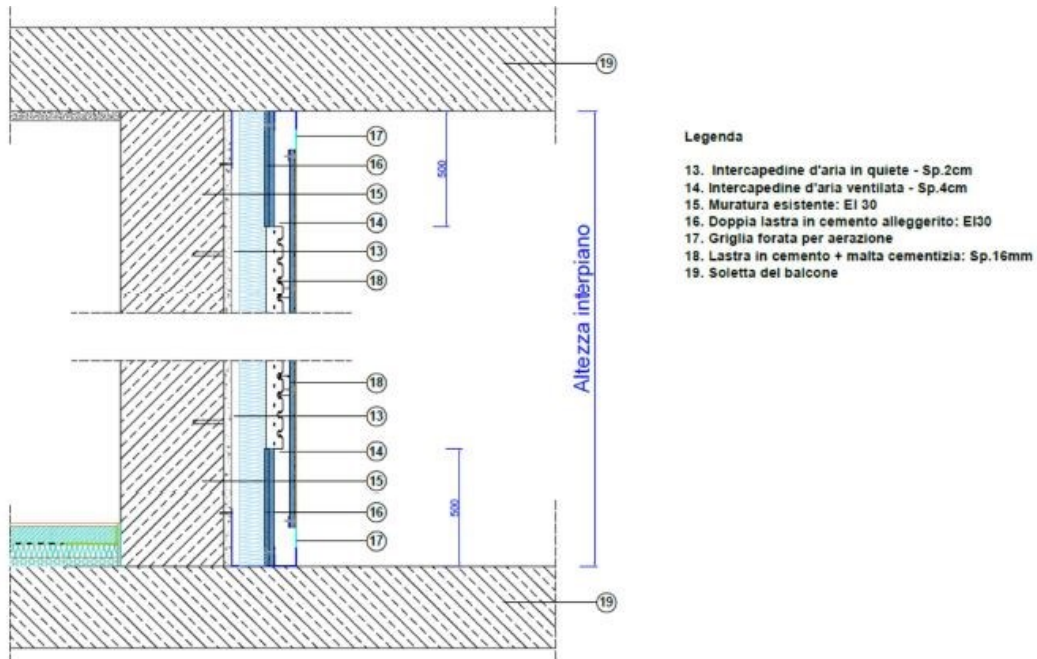 19
17
16
500
15
14
13
18
Altezza interpiano
18
13
14
15
500
16
17
19
Legenda
13. Intercapedine d'aria in quiete - Sp.2cm
14. Intercapedine d'aria ventilata - Sp.4cm
15. Muratura esistente: EI 30
16. Doppia lastra in cemento alleggerito: EI30
17. Griglia forata per aerazione
18. Lastra in cemento + malta cementizia: Sp.16mm
19. Soletta del balcone